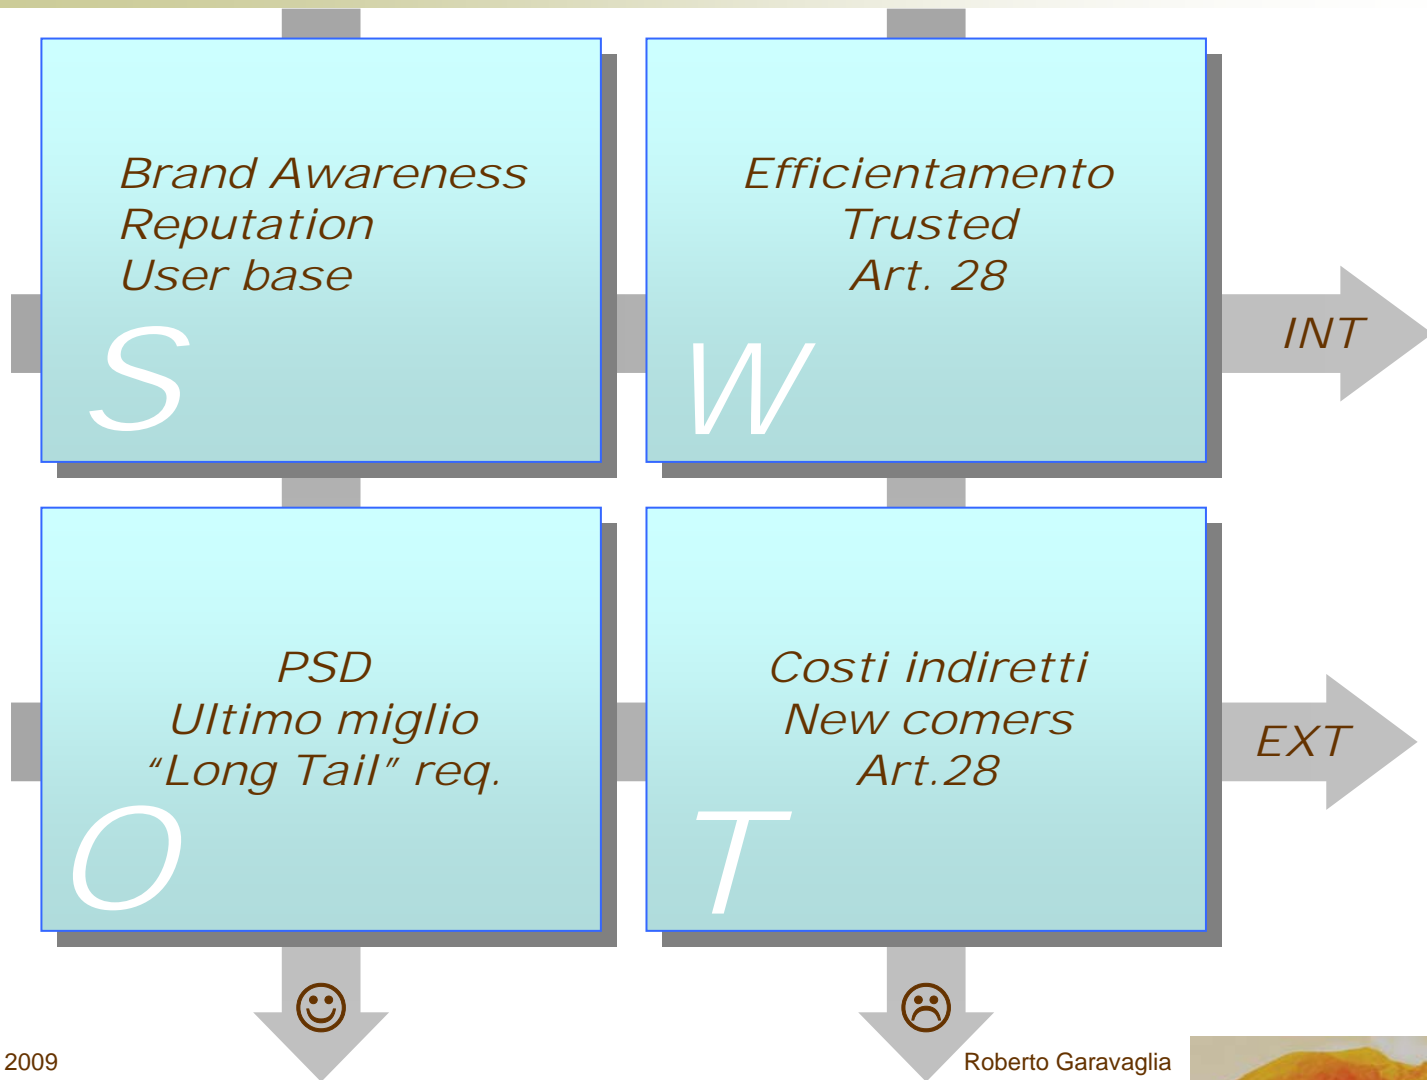 Brand Awareness
Reputation
User base
S
Efficientamento
Trusted
Art. 28
W
INT
PSD
Ultimo miglio
“Long Tail” req.
O
Costi indiretti
New comers
Art.28
T
EXT
2009
Roberto Garavaglia